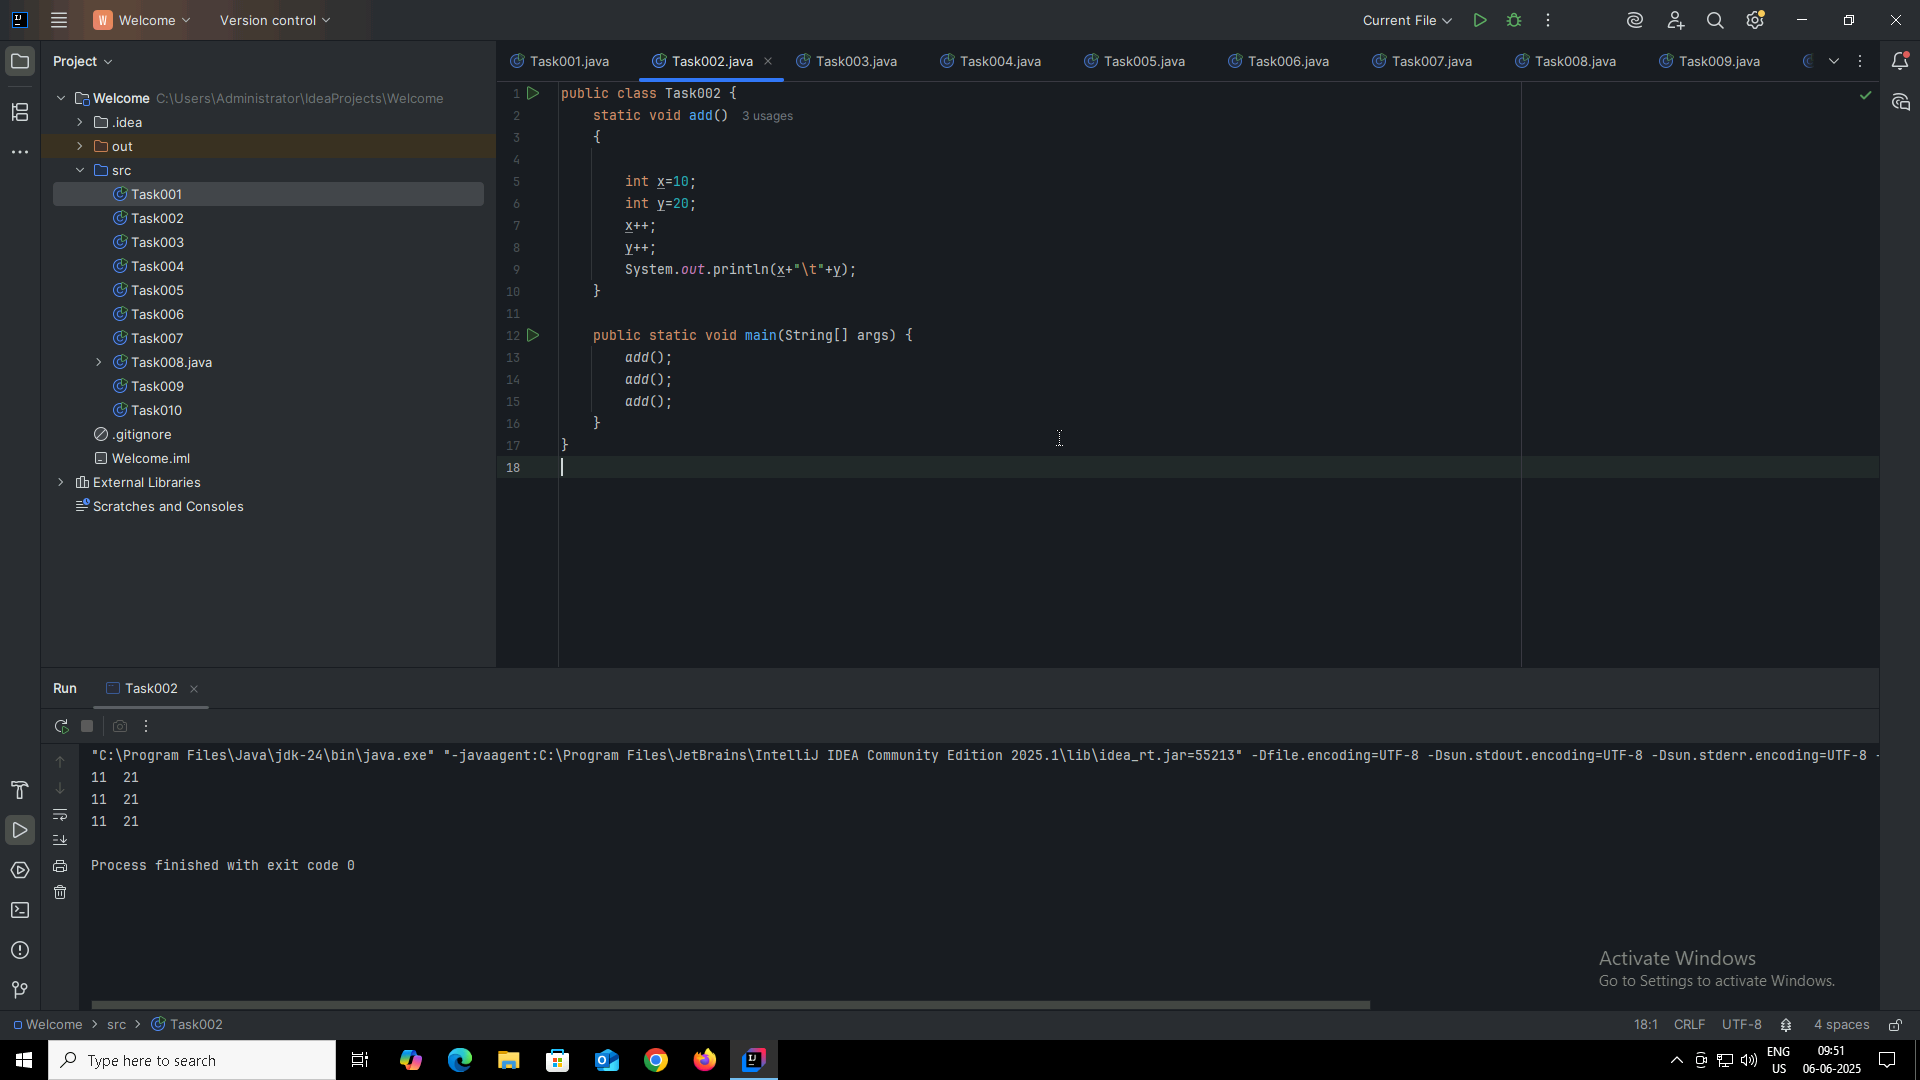 W Welcome Version control Current File
Project
Task001.java Task002.java Task003.java Task004.java Task005.java Task006.java Task007.java Task008.java Task009.java
Welcome C:\Users\Administrator\IdeaProjects\Welcome
.idea
out
src
Task001
Task002
Task003
Task004
Task005
Task006
Task007
Task008.java
Task009
Task010
.gitignore
Welcome.iml
External Libraries
Scratches and Consoles
1 public class Task002 {
2 static void add() 3 usages
3 {
4
5 int x=10;
6 int y=20;
7 x++;
8 y++;
9 System.out.println(x+"\t"+y);
10 }
11
12 public static void main(String[] args) {
13 add();
14 add();
15 add();
16 }
17 }
18
Run Task002
"C:\Program Files\Java\jdk-24\bin\java.exe" "-javaagent:C:\Program Files\JetBrains\IntelliJ IDEA Community Edition 2025.1\lib\idea_rt.jar=55213" -Dfile.encoding=UTF-8 -Dsun.stdout.encoding=UTF-8 -Dsun.stderr.encoding=UTF-8 -
11 21
11 21
11 21
Process finished with exit code 0
Activate Windows
Go to Settings to activate Windows.
Welcome src Task002 18:1 CRLF UTF-8 4 spaces
Type here to search
ENG
US
09:51
06-06-2025